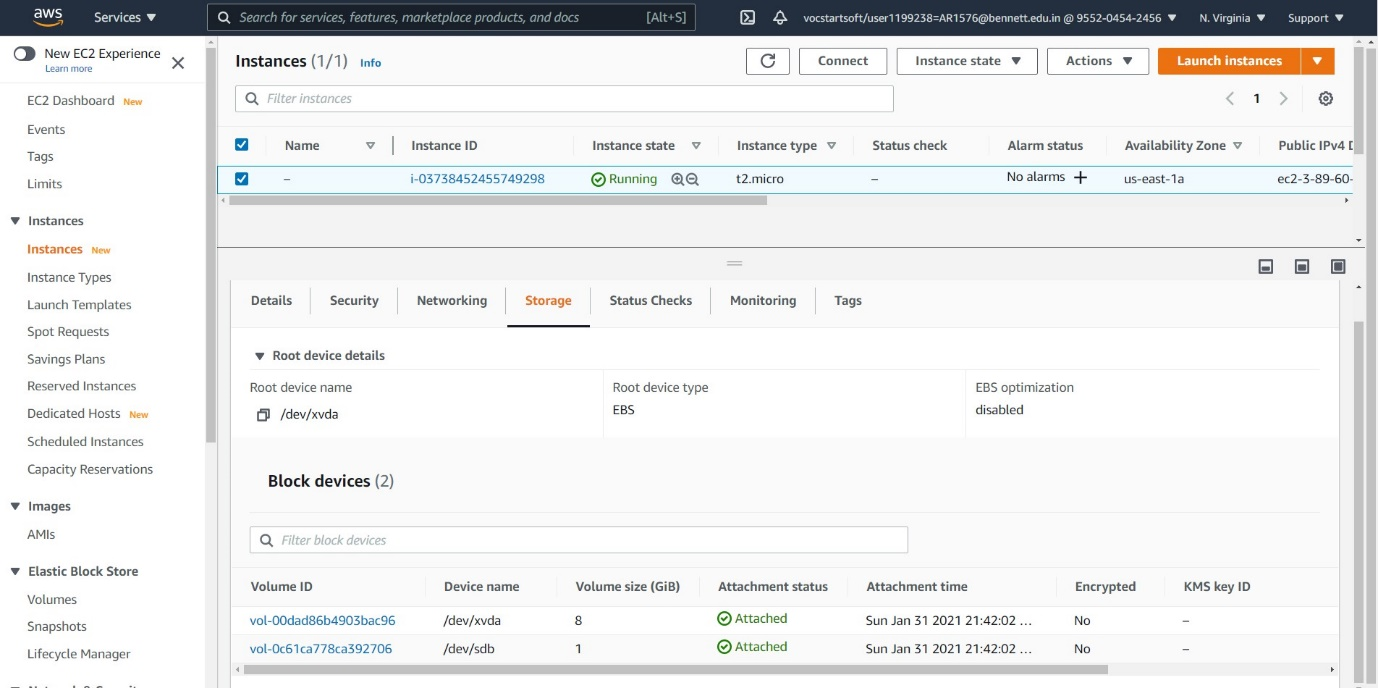 aws
Services ▼
Search for services, features, marketplace products, and docs [Alt+S]
vocstartsoft/user1199238=AR1576@bennett.edu.in @ 9552-0454-2456 ▼
N. Virginia ▼
Support ▼
New EC2 Experience
Learn more
EC2 Dashboard New
Events
Tags
Limits
Instances
Instances New
Instance Types
Launch Templates
Spot Requests
Savings Plans
Reserved Instances
Dedicated Hosts New
Scheduled Instances
Capacity Reservations
Images
AMIs
Elastic Block Store
Volumes
Snapshots
Lifecycle Manager
Instances (1/1) Info
Connect
Instance state ▼
Actions ▼
Launch instances ▼
Filter instances
1
Name Instance ID Instance state Instance type Status check Alarm status Availability Zone Public IPv4 D
– i-03738452455749298 Running t2.micro – No alarms + us-east-1a ec2-3-89-60-
Details Security Networking Storage Status Checks Monitoring Tags
Root device details
Root device name Root device type EBS optimization
/dev/xvda EBS disabled
Block devices (2)
Filter block devices
Volume ID Device name Volume size (GiB) Attachment status Attachment time Encrypted KMS key ID
vol-00dad86b4903bac96 /dev/xvda 8 Attached Sun Jan 31 2021 21:42:02 ... No –
vol-0c61ca778ca392706 /dev/sdb 1 Attached Sun Jan 31 2021 21:42:02 ... No –